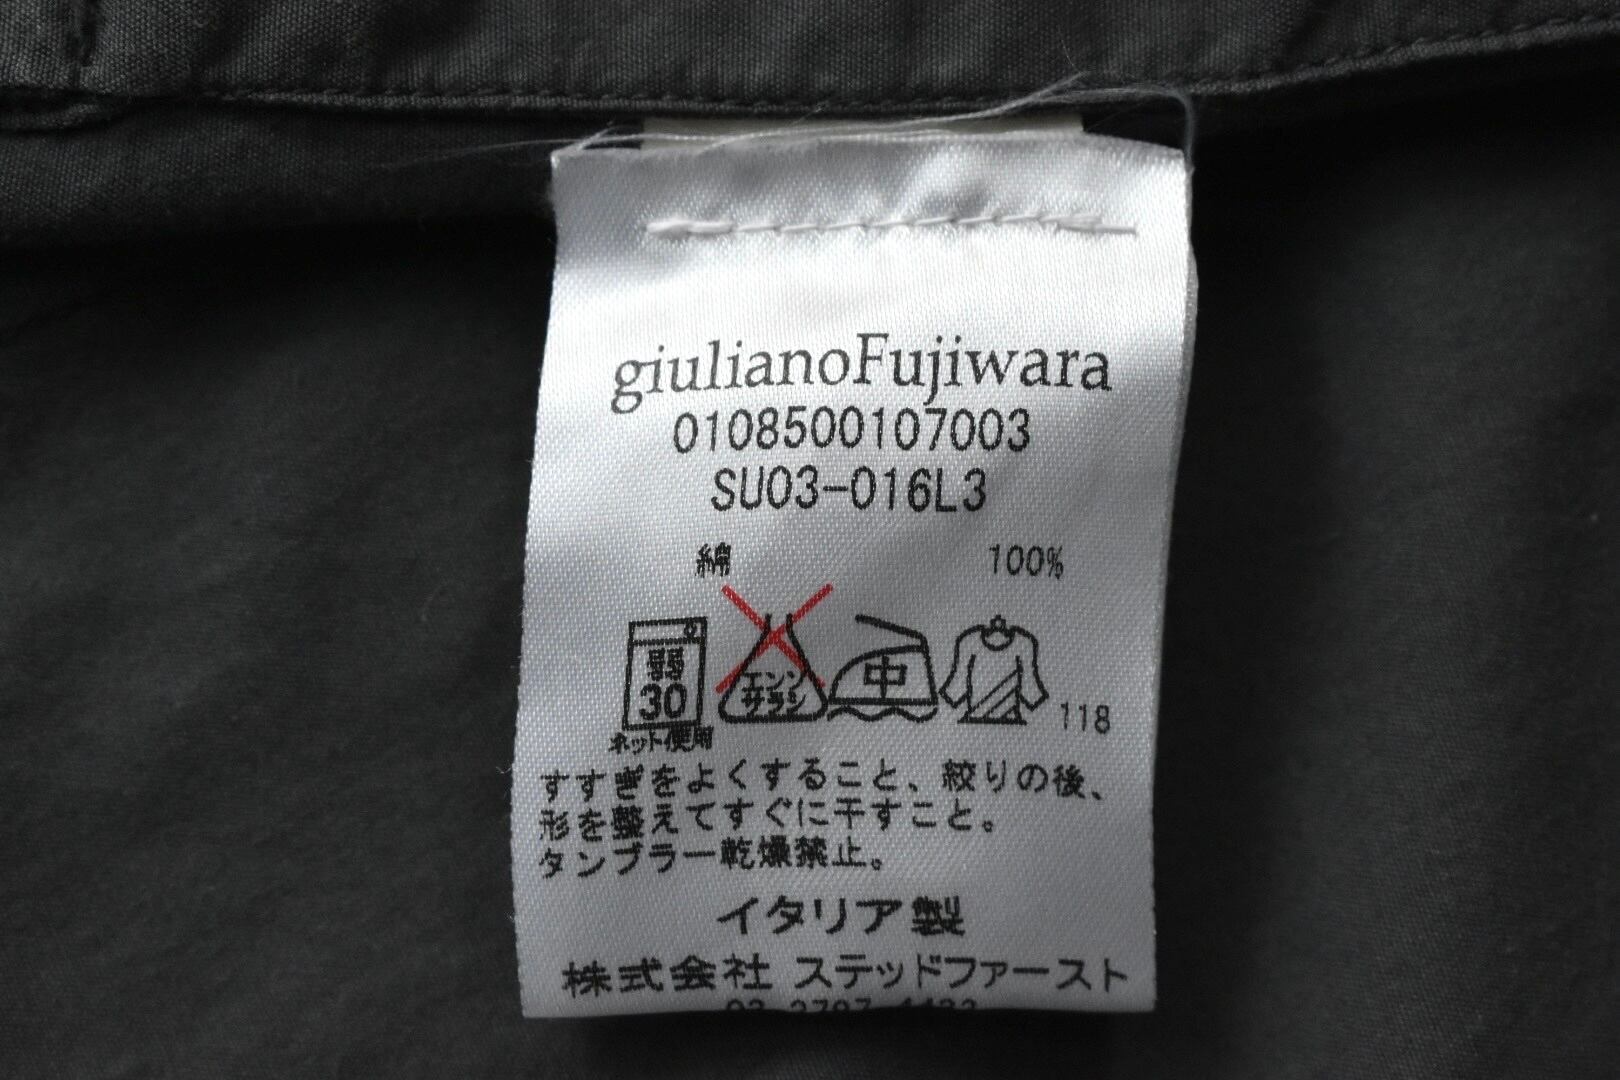 giulianoFujiwara
0108500107003
SU03-016L3
綿 100%
弱 30 エンソ サラシ 中 118
ネット使用
すすぎをよくすること、絞りの後、
形を整えてすぐに干すこと。
タンブラー乾燥禁止。
イタリア製
株式会社 ステッドファースト